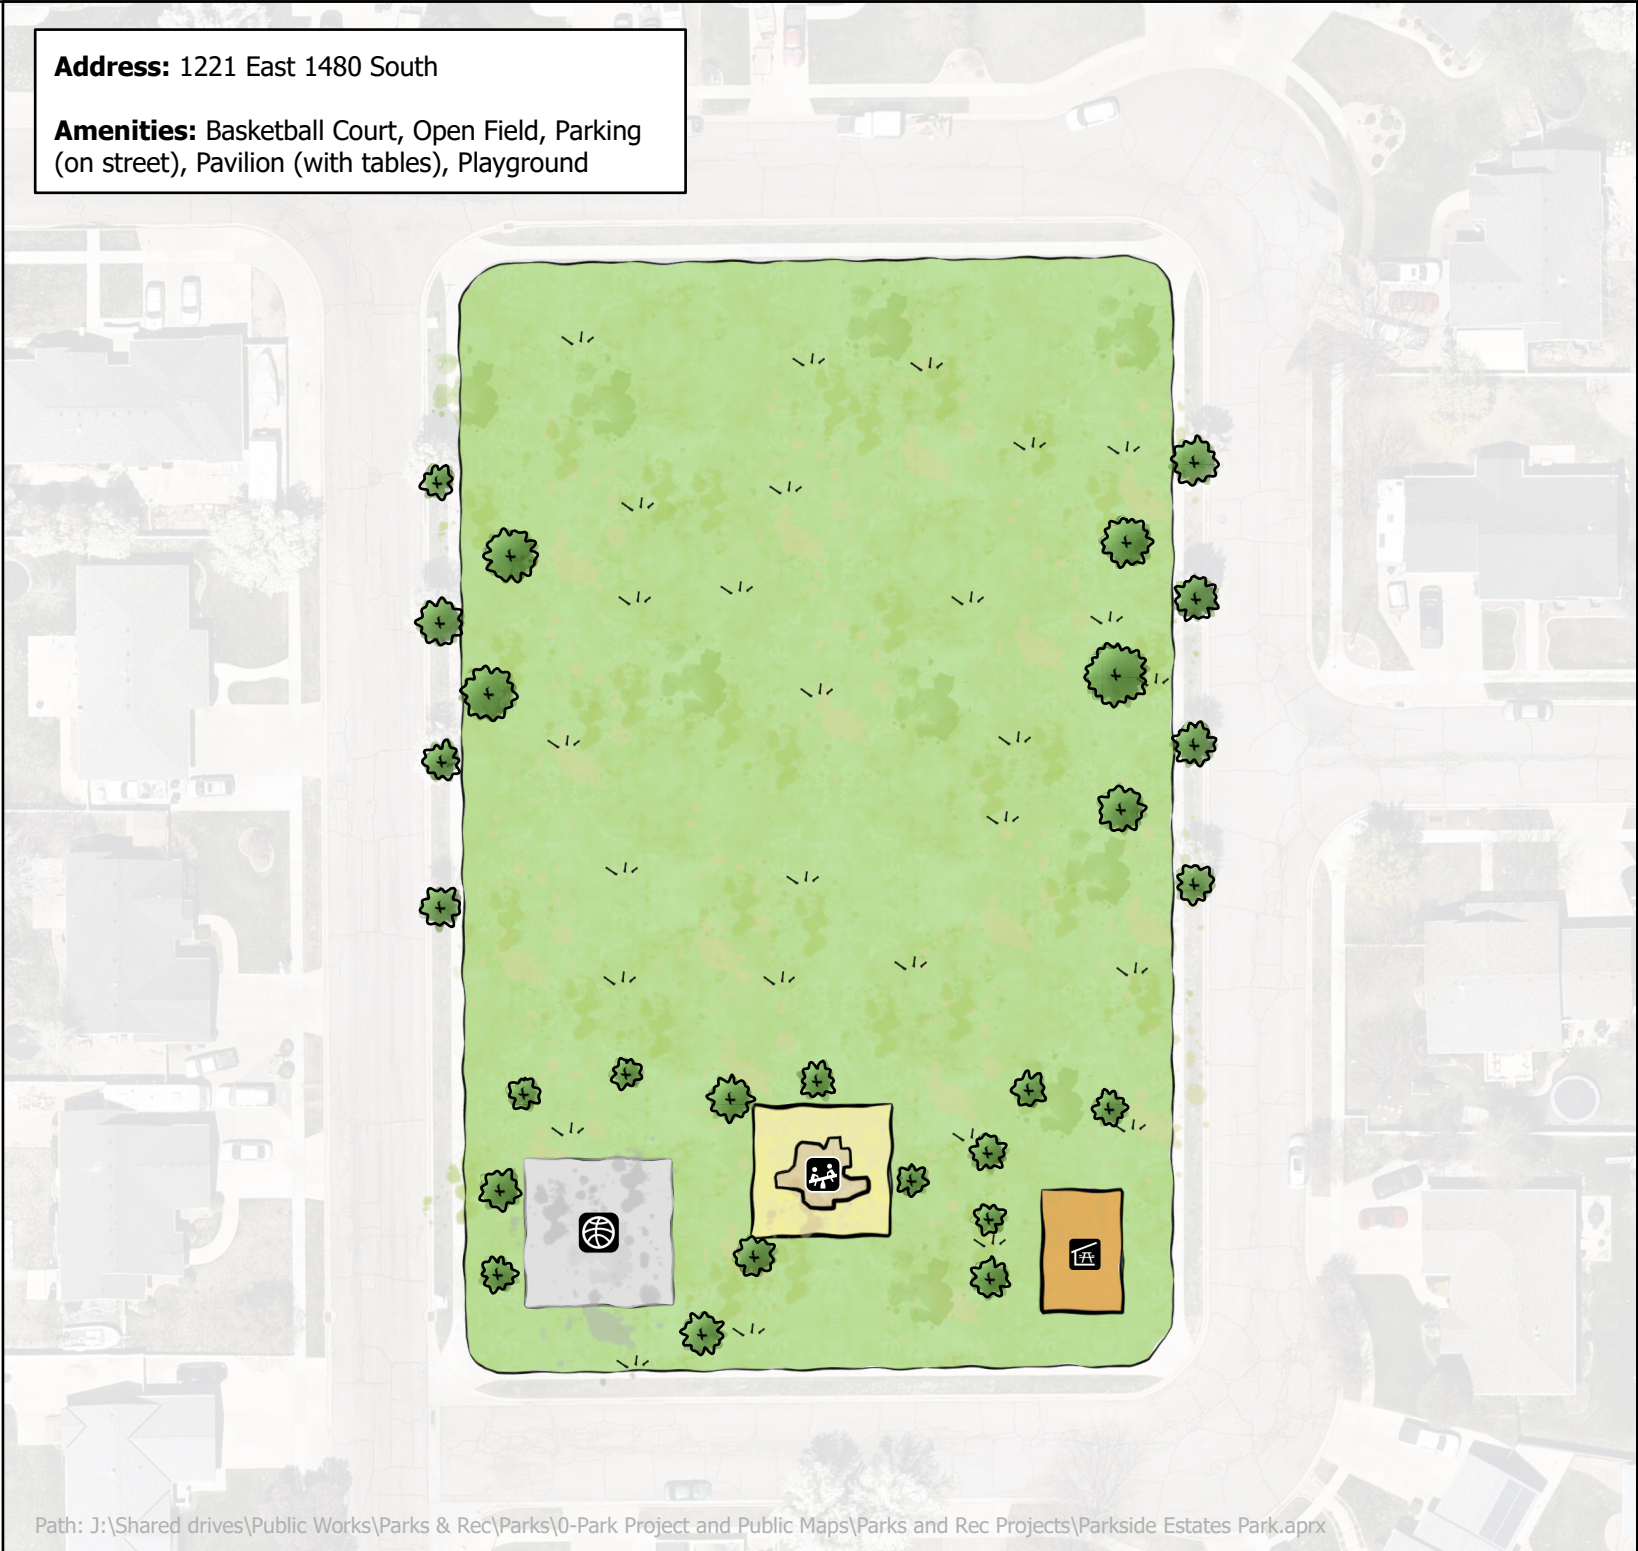 Address: 1221 East 1480 South
Amenities: Basketball Court, Open Field, Parking
(on street), Pavilion (with tables), Playground
Path: J:\Shared drives\Public Works\Parks & Rec\Parks\0-Park Project and Public Maps\Parks and Rec Projects\Parkside Estates Park.aprx